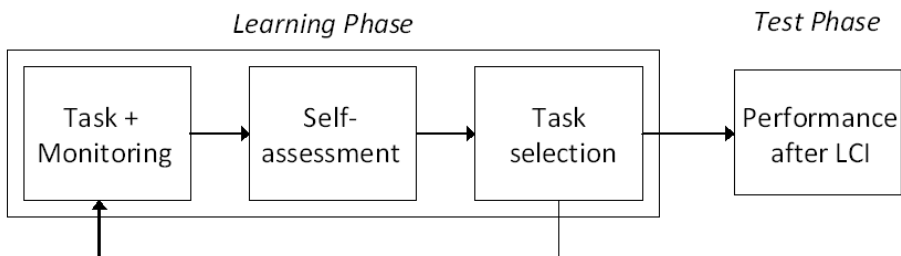 Learning Phase
Test Phase
Task +
Monitoring
Self-
assessment
Task
selection
Performance
after LCI